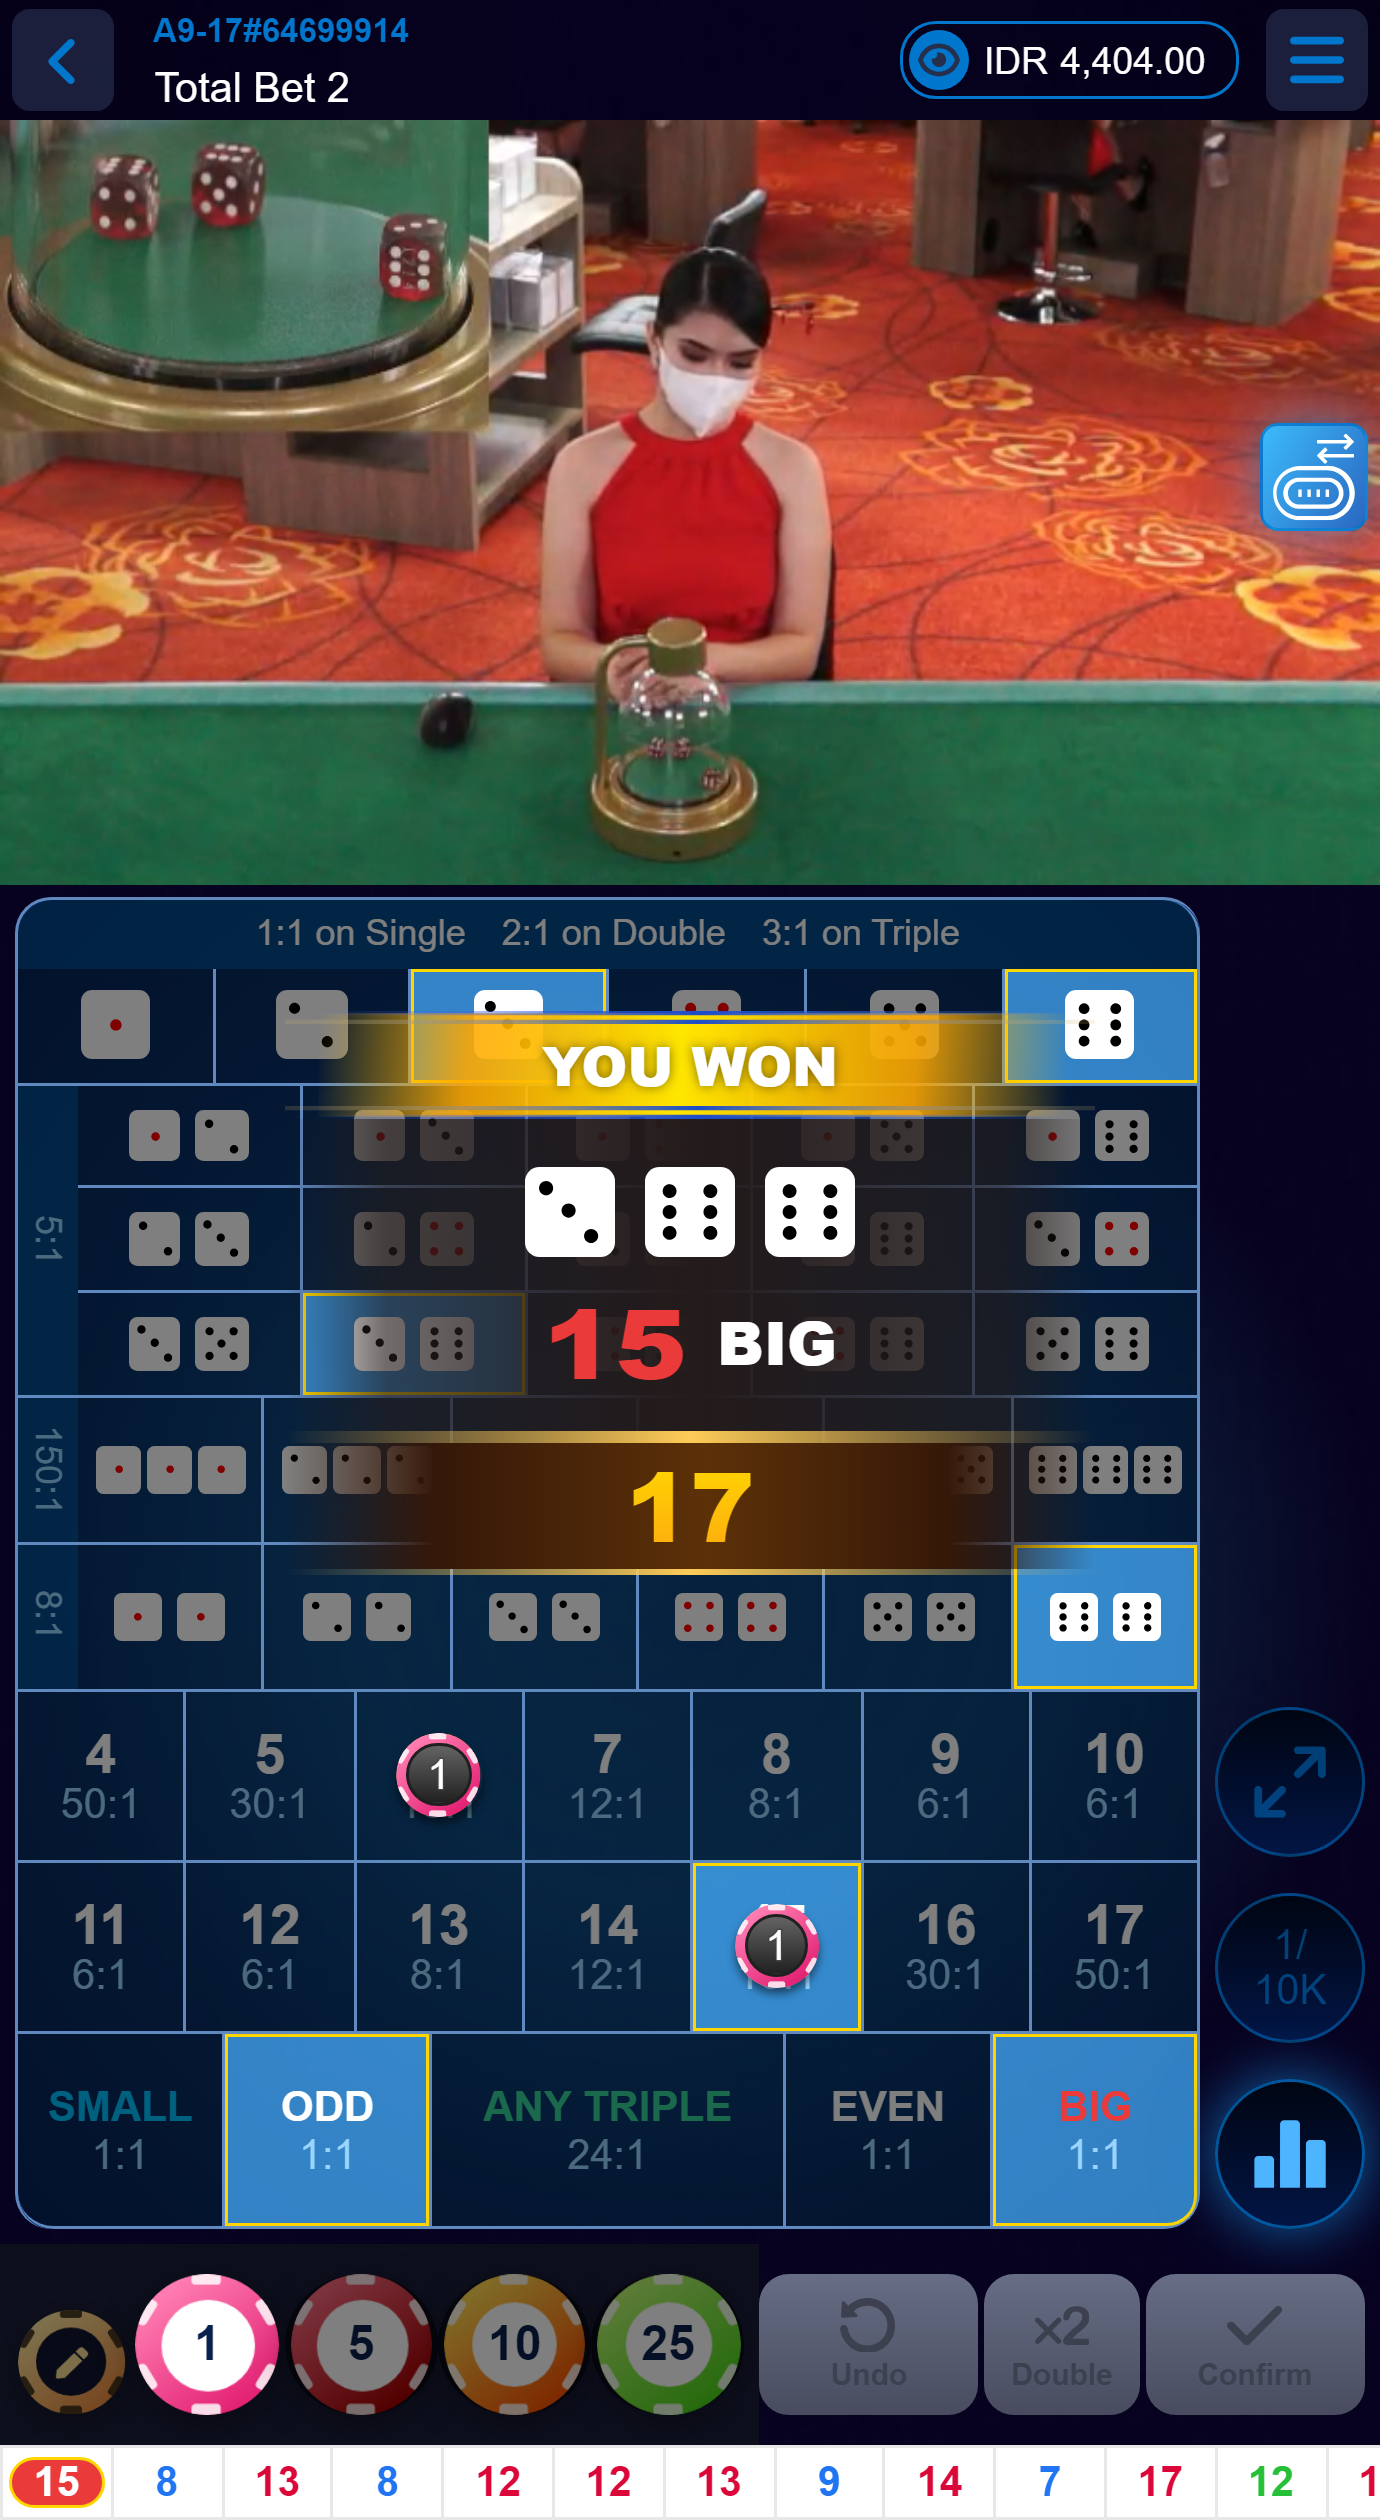 A9-17#64699914
Total Bet 2
IDR 4,404.00
1:1 on Single 2:1 on Double 3:1 on Triple
YOU WON
5:1
15 BIG
150:1
17
8:1
4 5 1 7 8 9 10
50:1 30:1 12:1 8:1 6:1 6:1
11 12 13 14 1 16 17
6:1 6:1 8:1 12:1 30:1 50:1
SMALL ODD ANY TRIPLE EVEN BIG
1:1 1:1 24:1 1:1 1:1
1/
10K
1 5 10 25
x2
Undo Double Confirm
15 8 13 8 12 12 13 9 14 7 17 12